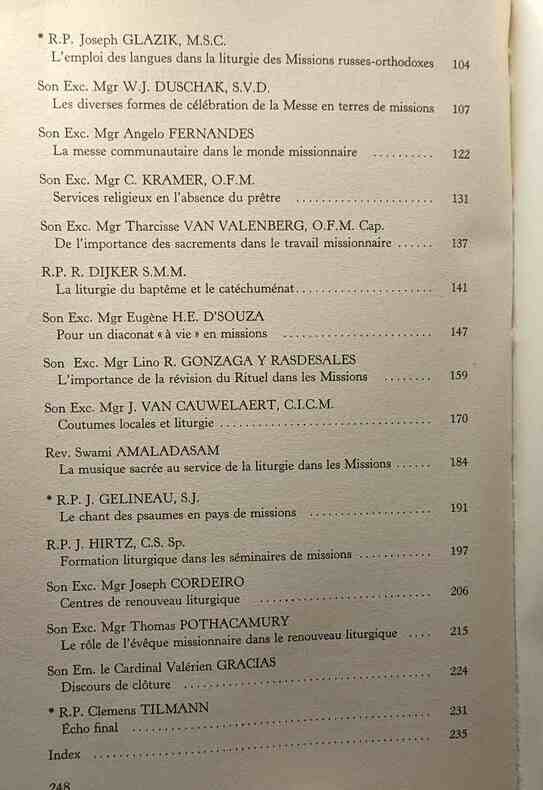 * R.P. Joseph GLAZIK, M.S.C.
L'emploi des langues dans la liturgie des Missions russes-orthodoxes 104
Son Exc. Mgr W.J. DUSCHAK, S.V.D.
Les diverses formes de célébration de la Messe en terres de missions 107
Son Exc. Mgr Angelo FERNANDES
La messe communautaire dans le monde missionnaire .......... 122
Son Exc. Mgr C. KRAMER, O.F.M.
Services religieux en l'absence du prêtre .................... 131
Son Exc. Mgr Tharcisse VAN VALENBERG, O.F.M. Cap.
De l'importance des sacrements dans le travail missionnaire ...... 137
R.P. R. DIJKER S.M.M.
La liturgie du baptême et le catéchuménat ...................... 141
Son Exc. Mgr Eugène H.E. D'SOUZA
Pour un diaconat « à vie » en missions ...................... 147
Son Exc. Mgr Lino R. GONZAGA Y RASDESALES
L'importance de la révision du Rituel dans les Missions ........ 159
Son Exc. Mgr J. VAN CAUWELAERT, C.I.C.M.
Coutumes locales et liturgie .................................. 170
Rev. Swami AMALADASAM
La musique sacrée au service de la liturgie dans les Missions ...... 184
* R.P. J. GELINEAU, S.J.
Le chant des psaumes en pays de missions .................... 191
R.P. J. HIRTZ, C.S. Sp.
Formation liturgique dans les séminaires de missions ............ 197
Son Exc. Mgr Joseph CORDEIRO
Centres de renouveau liturgique ............................ 206
Son Exc. Mgr Thomas POTHACAMURY
Le rôle de l'évêque missionnaire dans le renouveau liturgique .... 215
Son Em. le Cardinal Valérien GRACIAS
Discours de clôture ........................................ 224
* R.P. Clemens TILMANN
Écho final ................................................ 231
Index .................................................... 235
248